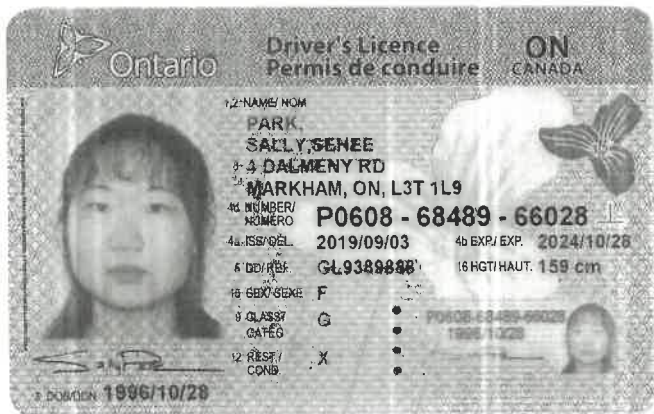 Ontario
Driver's Licence
Permis de conduire
ON
CANADA
1,2 NAME/ NOM
PARK,
SALLY,SEHEE
8 4 DALMENY RD
MARKHAM, ON, L3T 1L9
4d NUMBER/
NUMÉRO P0608 - 68489 - 66028
4a ISS/DÉL. 2019/09/03 4b EXP./ EXP. 2024/10/28
5 DD/RÉF. 16 HGT/HAUT. 159 cm
15 SEX/SEXE F
9 CLASS/
CATÉG G
P0608-68489-66028
1996/10/28
12 REST./
COND. X
3 DOB/DDN 1996/10/28